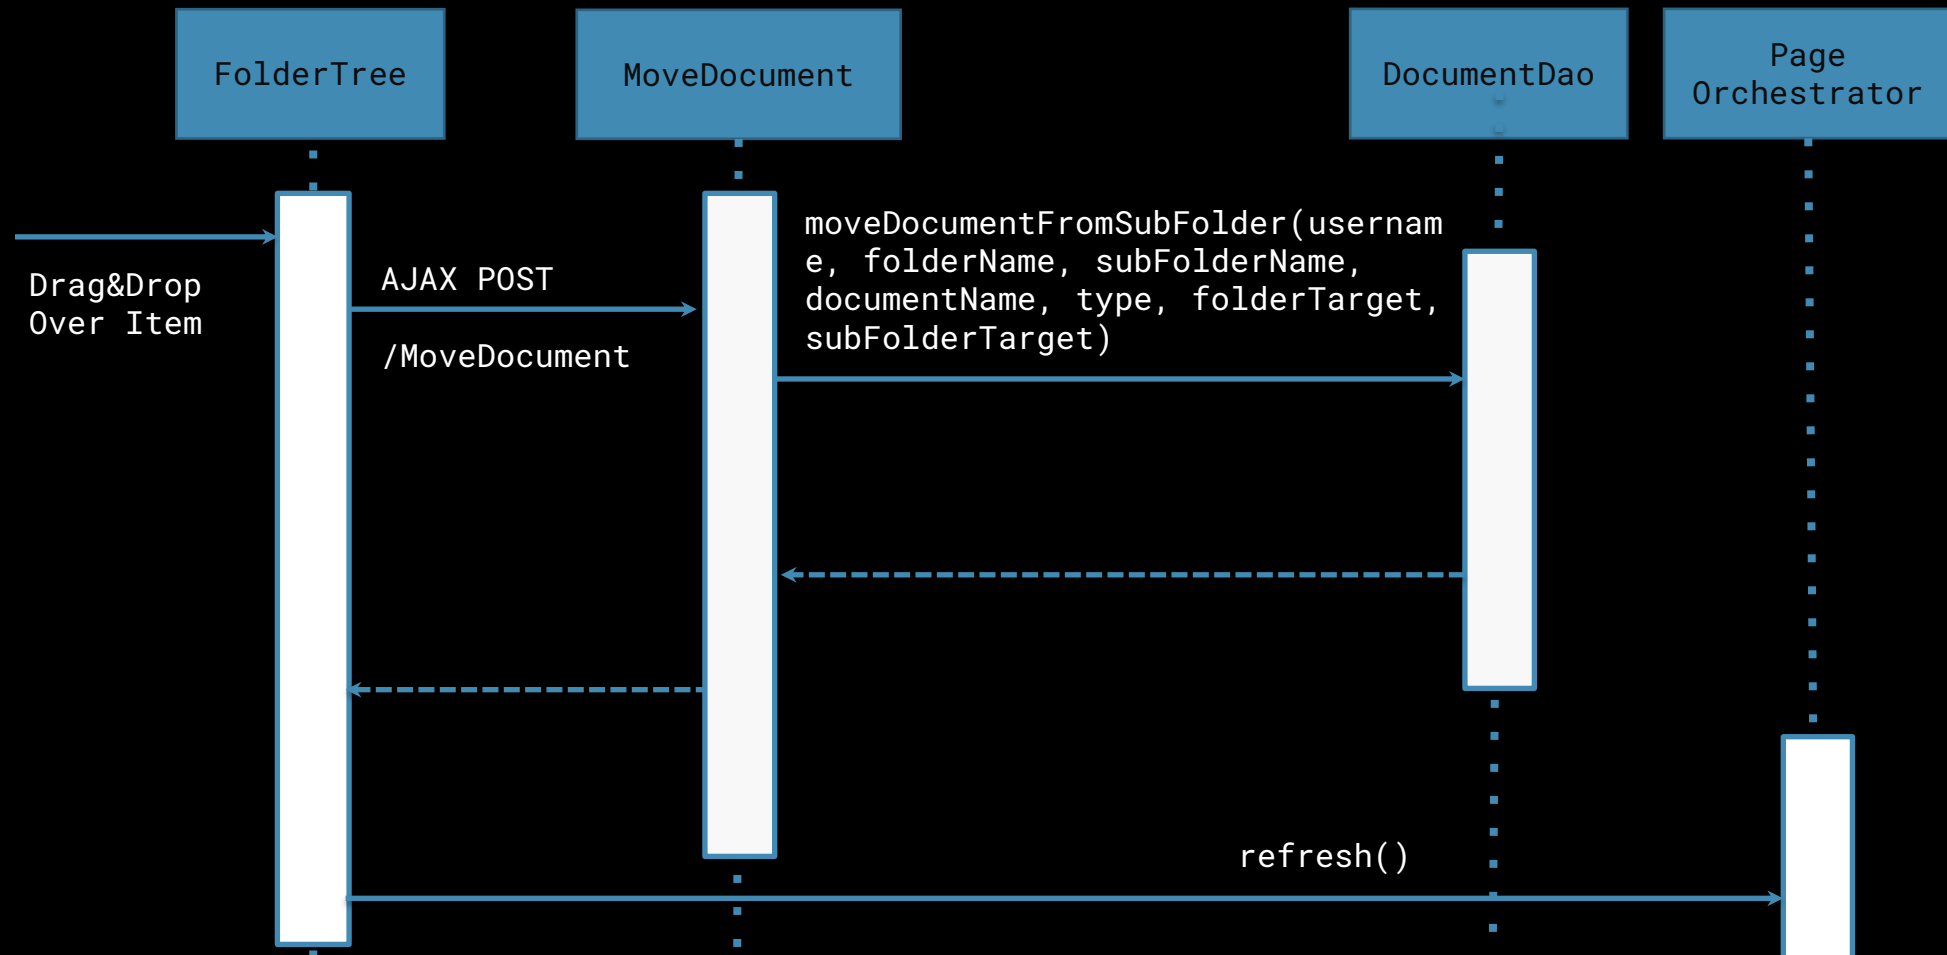 FolderTree
MoveDocument
DocumentDao
Page
Orchestrator
moveDocumentFromSubFolder(usernam
e, folderName, subFolderName,
documentName, type, folderTarget,
subFolderTarget)
Drag&Drop
Over Item
AJAX POST
/MoveDocument
refresh()